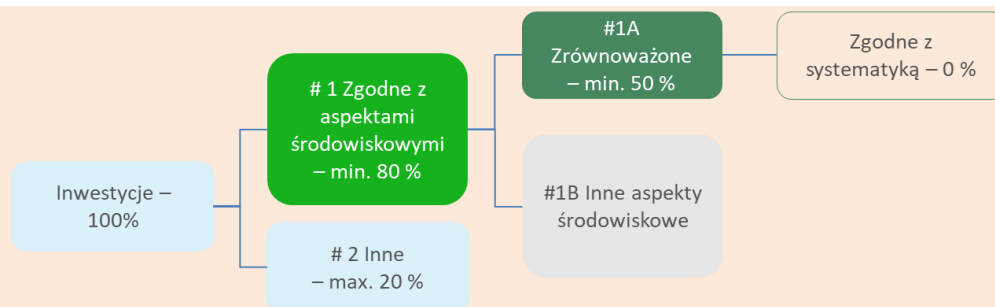 Inwestycje –
100%
# 1 Zgodne z
aspektami
środowiskowymi
– min. 80 %
# 2 Inne
– max. 20 %
#1A
Zrównoważone
– min. 50 %
#1B Inne aspekty
środowiskowe
Zgodne z
systematyką – 0 %